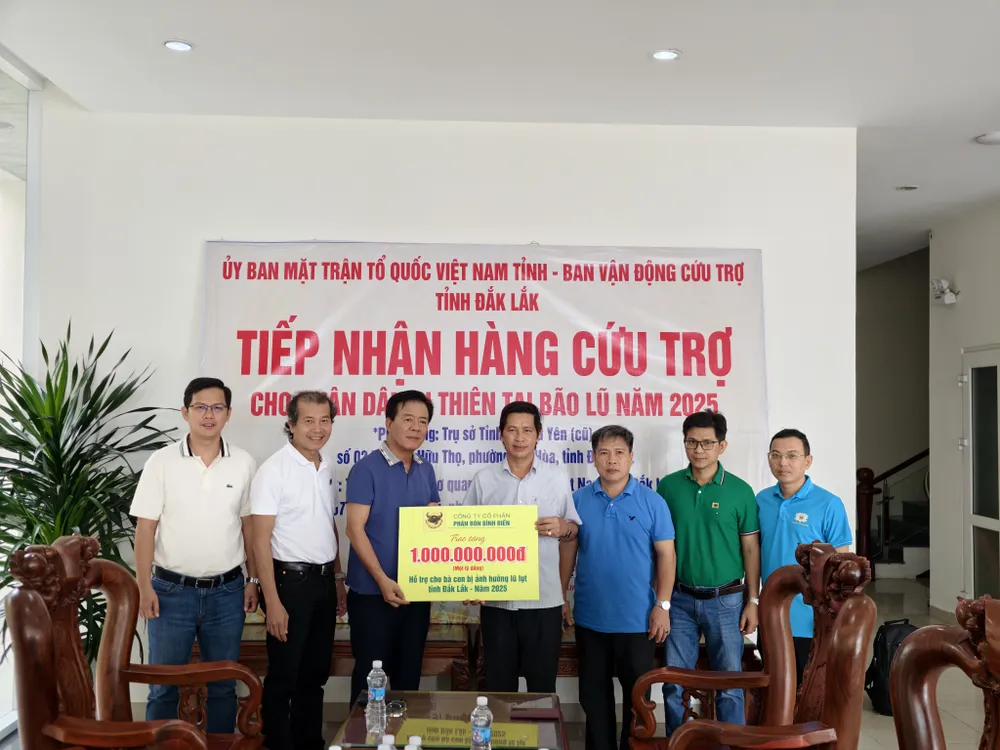 ỦY BAN MẶT TRẬN TỔ QUỐC VIỆT NAM TỈNH - BAN VẬN ĐỘNG CỨU TRỢ
TỈNH ĐẮK LẮK
TIẾP NHẬN HÀNG CỨU TRỢ
CHO THIÊN TAI BÃO LŨ NĂM 2025
Trụ sở Tỉnh Yên (cũ)
số Hữu Thọ, phường Hòa, tỉnh
cơ quan
CÔNG TY CỔ PHẦN
PHÂN BÓN BÌNH ĐIỀN
Trao tặng
1.000.000.000đ
(Một tỷ đồng)
Hỗ trợ cho bà con bị ảnh hưởng lũ lụt
tỉnh Đắk Lắk - Năm 2025